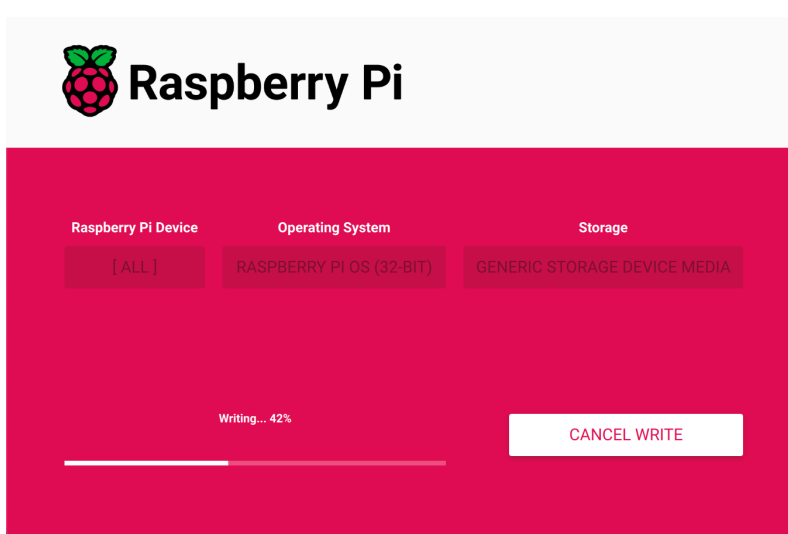 Raspberry Pi
Raspberry Pi Device Operating System Storage
[ ALL ] RASPBERRY PI OS (32-BIT) GENERIC STORAGE DEVICE MEDIA
Writing... 42%
CANCEL WRITE